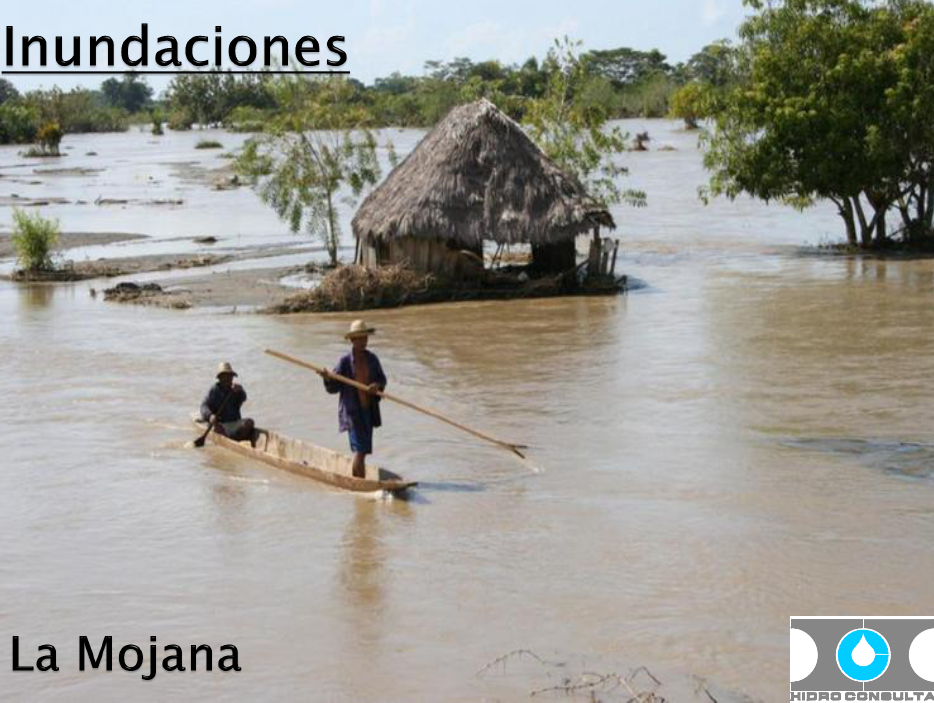 Inundaciones
La Mojana
HIDRO CONSULTA